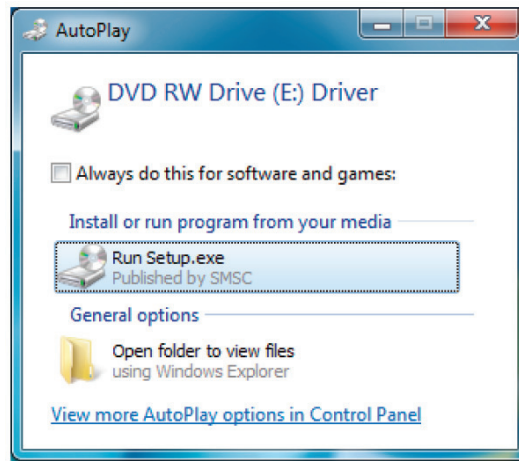 AutoPlay
DVD RW Drive (E:) Driver
Always do this for software and games:
Install or run program from your media
Run Setup.exe
Published by SMSC
General options
Open folder to view files
using Windows Explorer
View more AutoPlay options in Control Panel